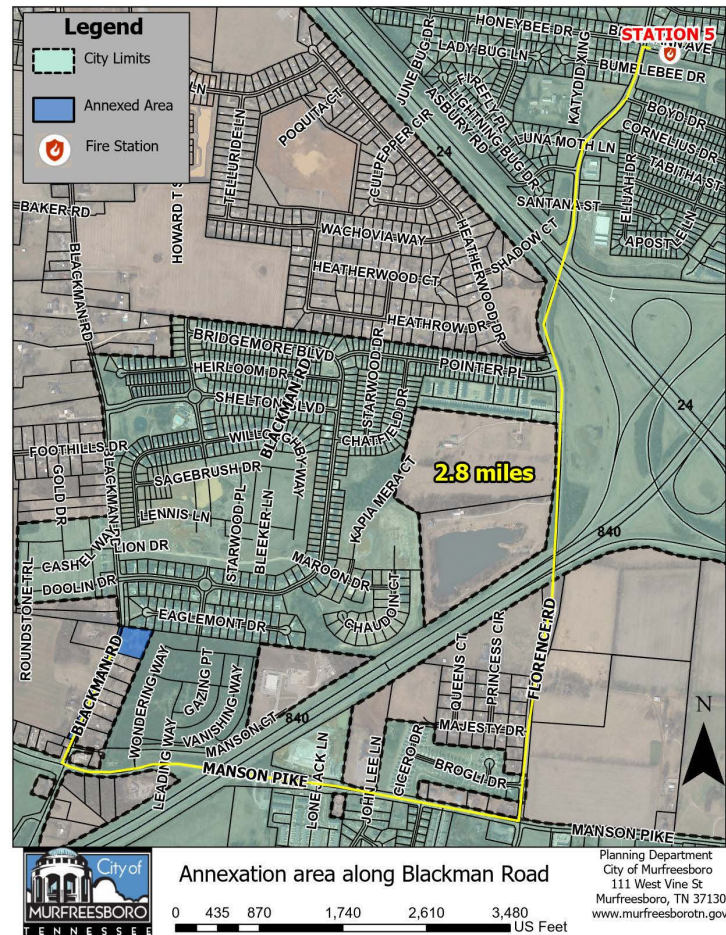 Legend
City Limits
Annexed Area
Fire Station
STATION 5
HONEYBEE DR
LADY BUG LN
BUMBLEBEE DR
JUNE BUG DR
FIREFLY PL
LIGHTNING BUG DR
ASBURY RD
KATYDID XING
BOYD DR
CORNELIUS DR
TABITHA ST
LUNA MOTH LN
ELIJAH DR
SANTANA ST
POQUITA CT
TELLURIDE LN
CULPEPPER CIR
24
BAKER RD
HOWARD T S
WACHOVIA WAY
HEATHERWOOD CT
HEATHERWOOD DR
SHADOW CT
HEATHROW DR
BLACKMAN RD
BRIDGEMORE BLVD
POINTER PL
HEIRLOOM DR
BLACKMAN RD
STARWOOD DR
SHELTON BLVD
CHATFIELD DR
24
FOOTHILLS DR
GOLD DR
SAGEBRUSH DR
2.8 miles
KAPIA MERA CT
LENNIS LN
STARWOOD PL
BLEEKER LN
840
LION DR
DOOLIN DR
MAROON DR
ROUNDSTONE TRL
EAGLEMONT DR
CHAUDOIN CT
BLACKMAN RD
WONDERING WAY
GAZING PT
VANISHING WAY
MANSON CT
LEADING WAY
840
QUEENS CT
PRINCESS CIR
FLORENCE RD
MAJESTY DR
CICERO DR
BROGLI DR
LONE JACK LN
JOHN LEE LN
MANSON PIKE
MANSON PIKE
N
City of
MURFREESBORO
TENNESSEE
Annexation area along Blackman Road
0 435 870 1,740 2,610 3,480
US Feet
Planning Department
City of Murfreesboro
111 West Vine St
Murfreesboro, TN 37130
www.murfreesborotn.gov